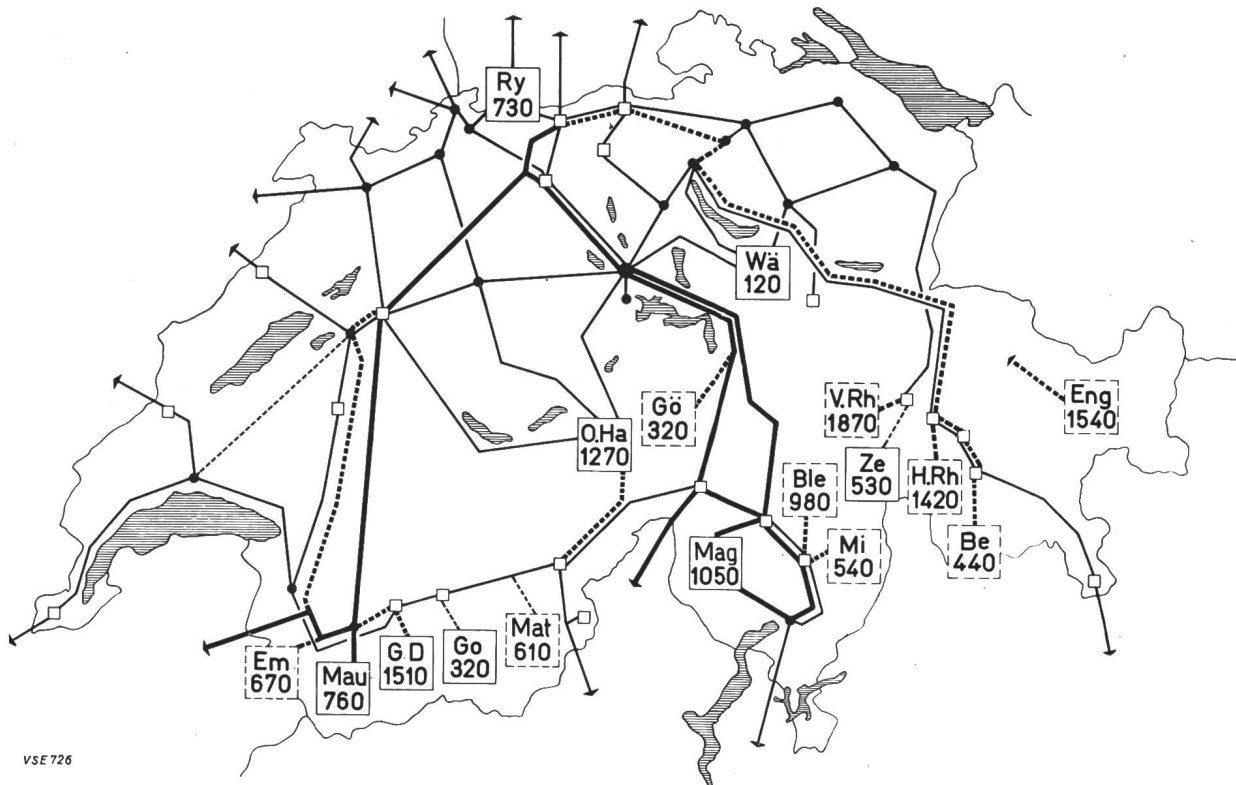 Ry
730
Wä
120
Gö
320
O.Ha
1270
V.Rh
1870
Eng
1540
Ze
530
H.Rh
1420
Ble
980
Be
440
Mag
1050
Mi
540
Em
670
Mau
760
G.D
1510
Go
320
Mat
610
VSE 726